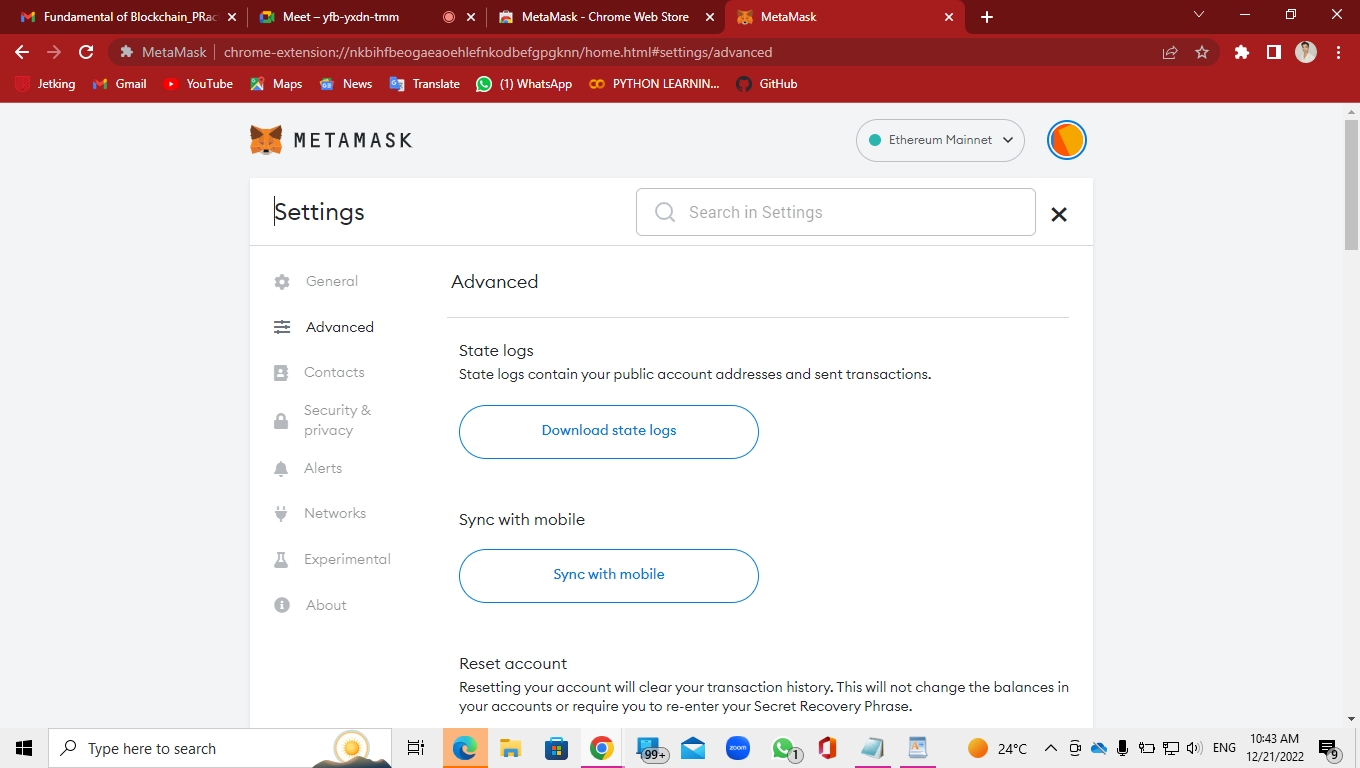 Fundamental of Blockchain_PRac
Meet – yfb-yxdn-tmm
MetaMask - Chrome Web Store
MetaMask
MetaMask
chrome-extension://nkbihfbeogaeaoehlefnkodbefgpgknn/home.html#settings/advanced
Jetking
Gmail
YouTube
Maps
News
Translate
(1) WhatsApp
PYTHON LEARNIN...
GitHub
METAMASK
Ethereum Mainnet
Settings
Search in Settings
General
Advanced
Contacts
Security &
privacy
Alerts
Networks
Experimental
About
Advanced
State logs
State logs contain your public account addresses and sent transactions.
Download state logs
Sync with mobile
Sync with mobile
Reset account
Resetting your account will clear your transaction history. This will not change the balances in
your accounts or require you to re-enter your Secret Recovery Phrase.
Type here to search
99+
zoom
1
24°C
ENG
10:43 AM
12/21/2022
9